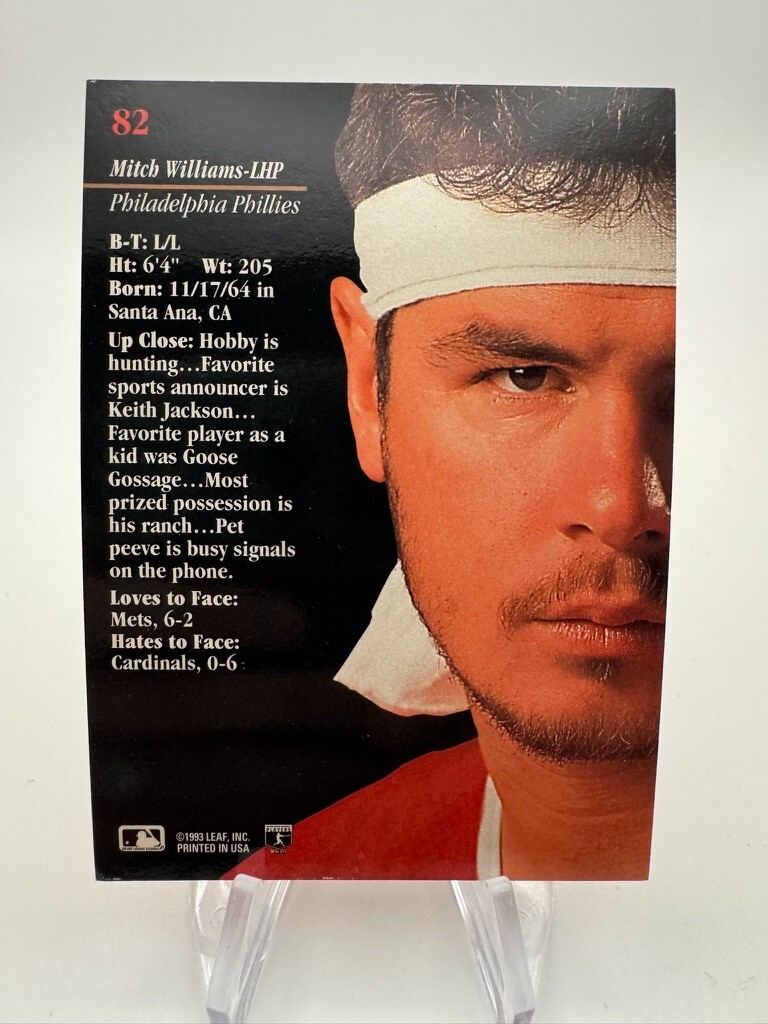 82
Mitch Williams-LHP
Philadelphia Phillies
B-T: L/L
Ht: 6'4" Wt: 205
Born: 11/17/64 in
Santa Ana, CA
Up Close: Hobby is
hunting...Favorite
sports announcer is
Keith Jackson...
Favorite player as a
kid was Goose
Gossage...Most
prized possession is
his ranch...Pet
peeve is busy signals
on the phone.
Loves to Face:
Mets, 6-2
Hates to Face:
Cardinals, 0-6
©1993 LEAF, INC.
PRINTED IN USA
PLAYERS